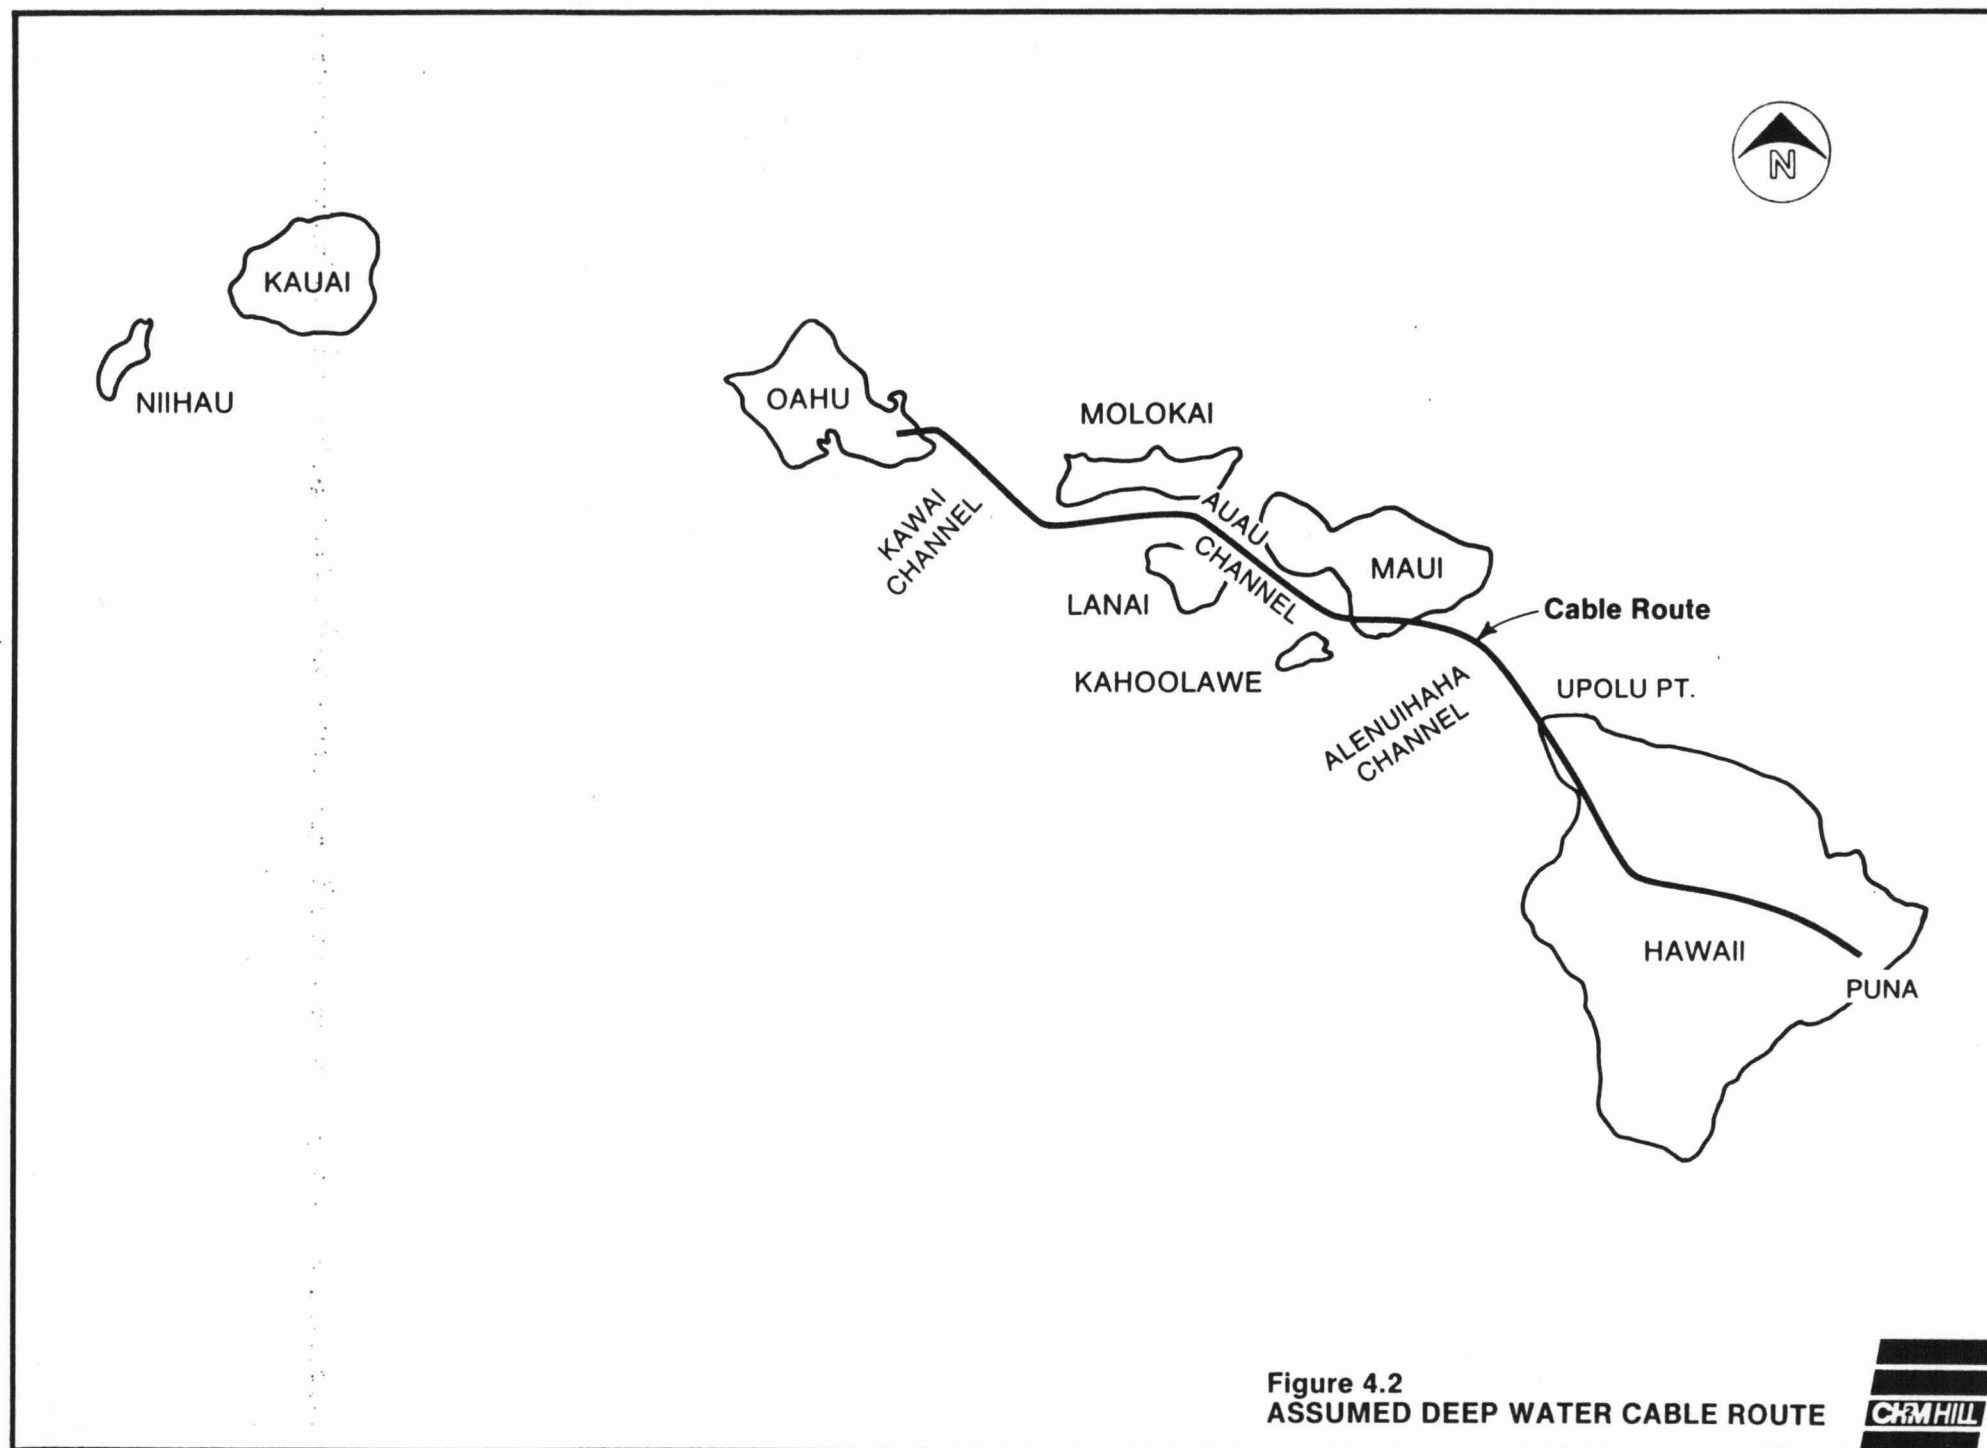 N
KAUAI
NIIHAU
OAHU
MOLOKAI
KAWAI
CHANNEL
AUAU
CHANNEL
MAUI
LANAI
Cable Route
KAHOOLAWE
UPOLU PT.
ALENUIHAHA
CHANNEL
HAWAII
PUNA
Figure 4.2
ASSUMED DEEP WATER CABLE ROUTE
CH2M HILL